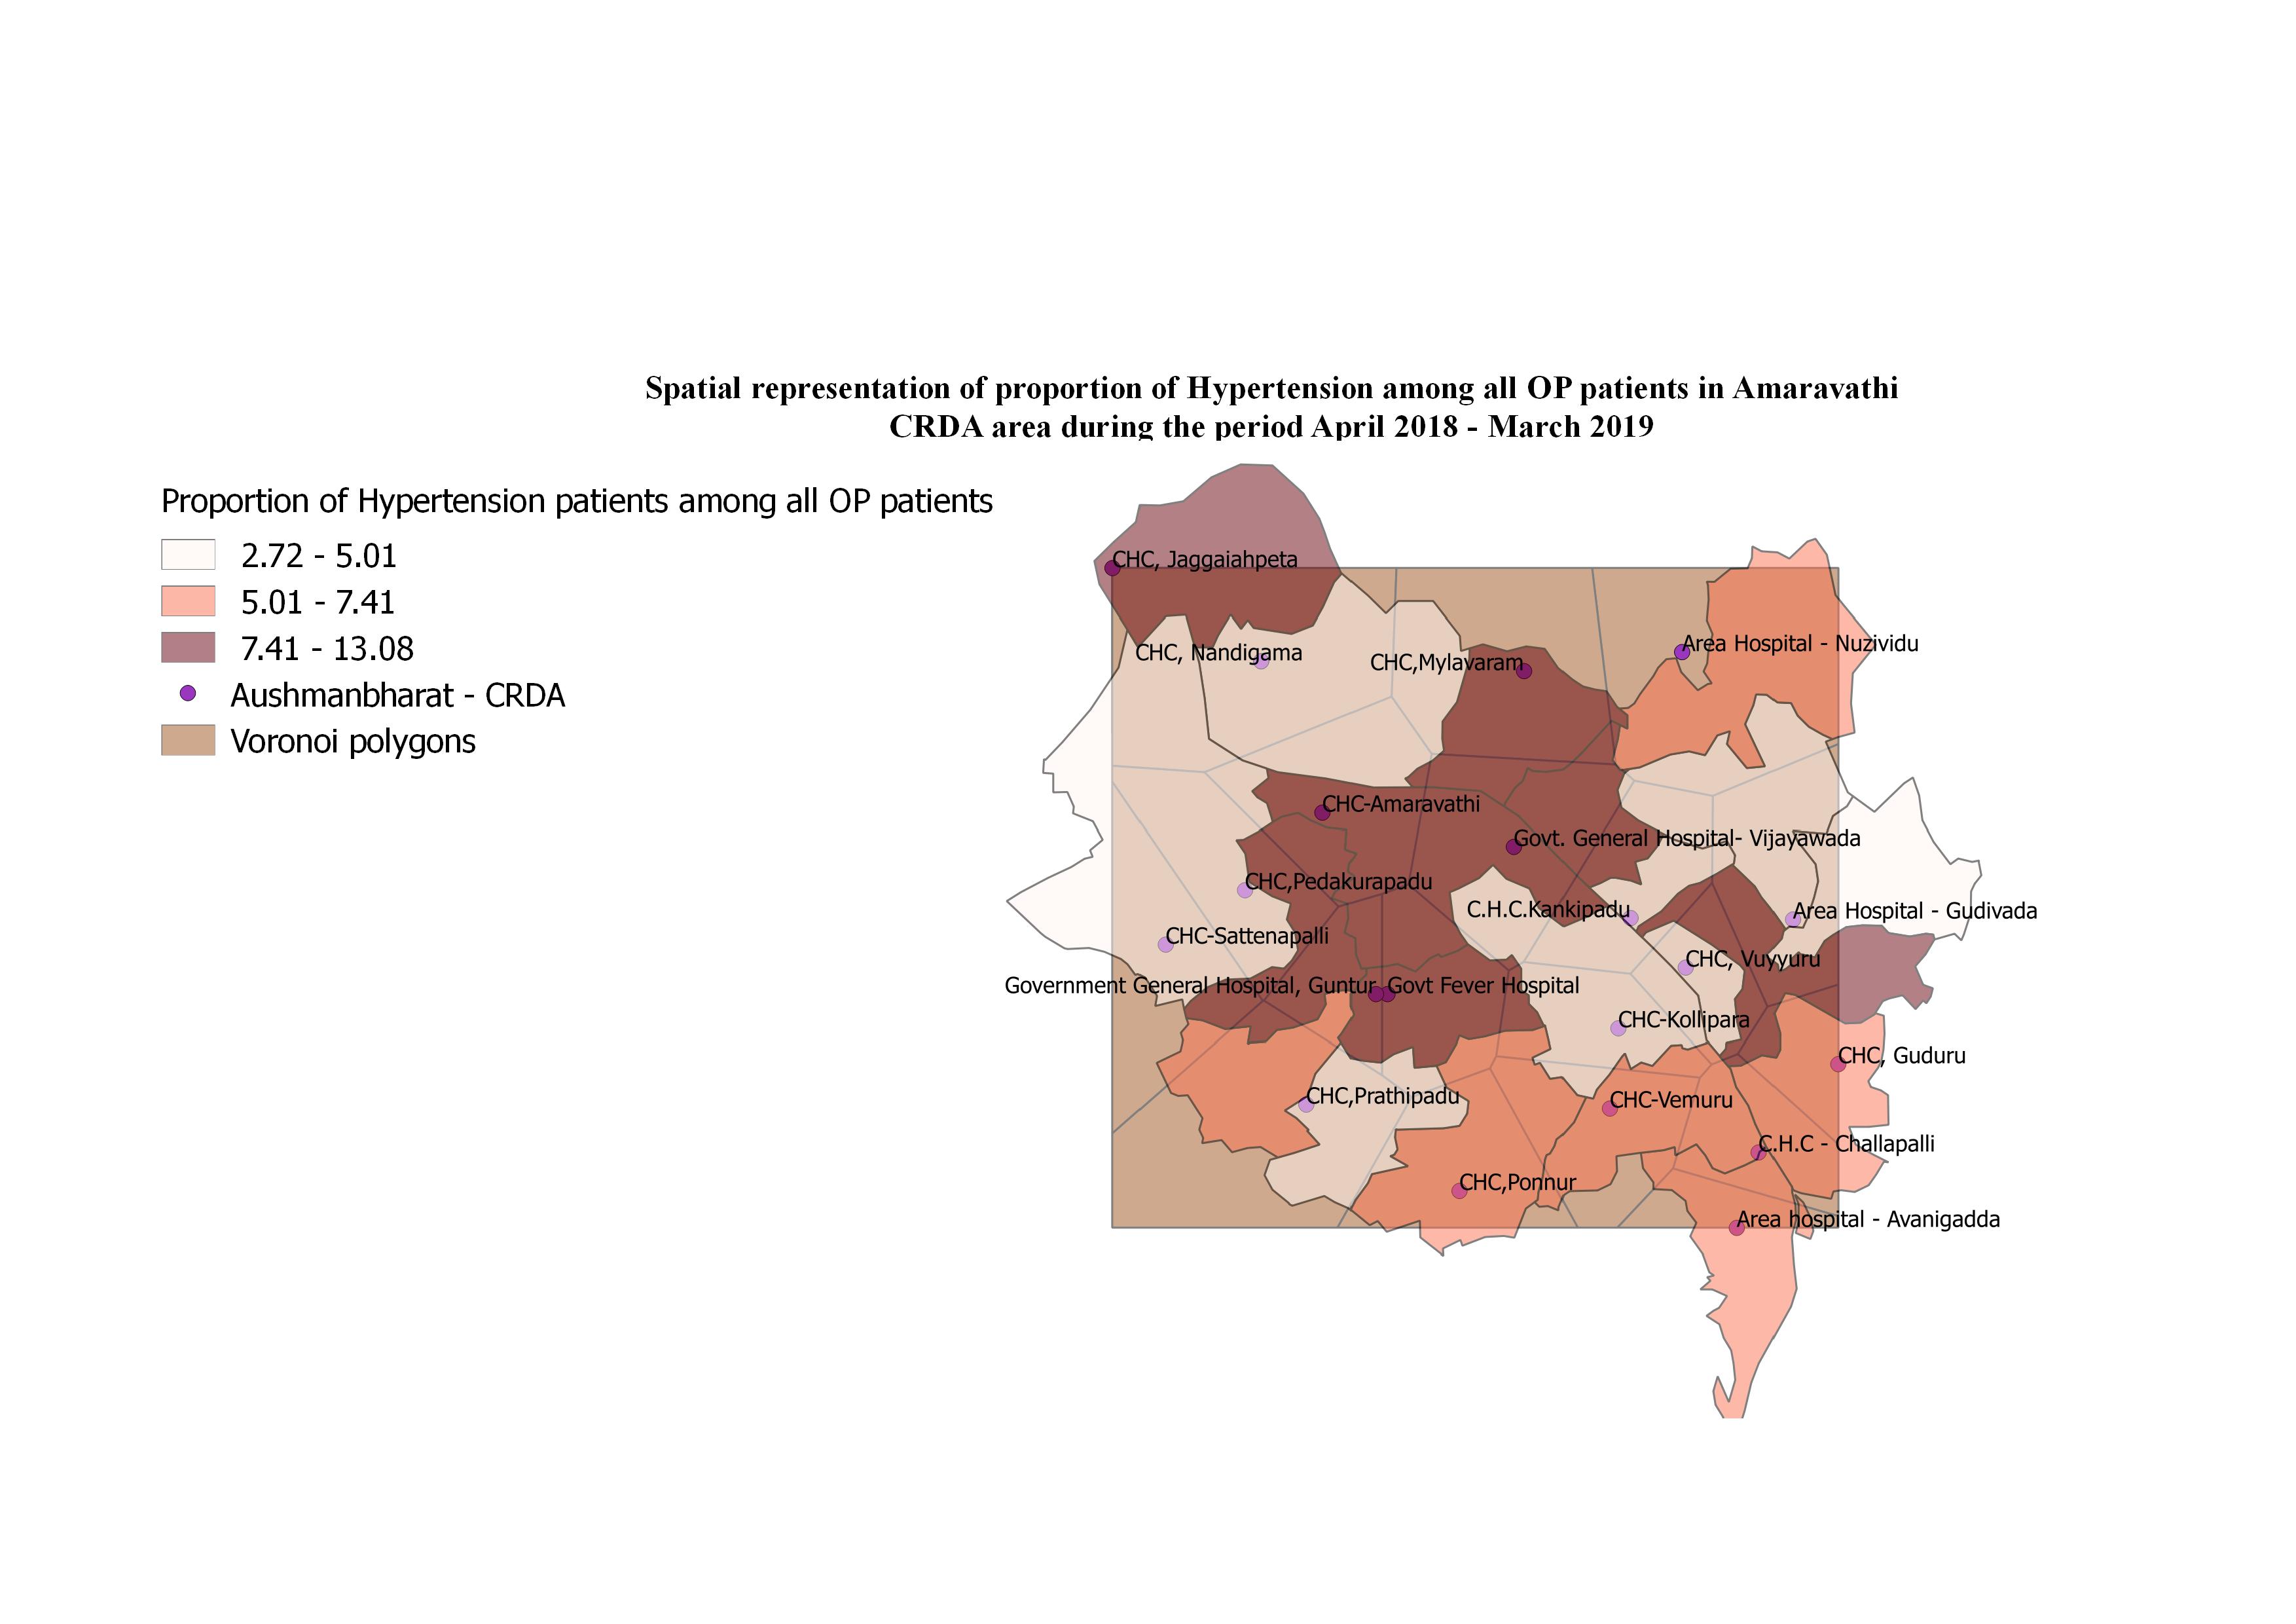 Spatial representation of proportion of Hypertension among all OP patients in Amaravathi
CRDA area during the period April 2018 - March 2019
Proportion of Hypertension patients among all OP patients
2.72 - 5.01
5.01 - 7.41
7.41 - 13.08
Aushmanbharat - CRDA
Voronoi polygons
CHC, Jaggaiahpeta
Area Hospital - Nuzividu
CHC, Nandigama
CHC,Mylavaram
CHC-Amaravathi
Govt. General Hospital- Vijayawada
CHC,Pedakurapadu
C.H.C.Kankipadu
Area Hospital - Gudivada
CHC-Sattenapalli
CHC, Vuyyuru
Government General Hospital, Guntur
Govt Fever Hospital
CHC-Kollipara
CHC, Guduru
CHC,Prathipadu
CHC-Vemuru
C.H.C - Challapalli
CHC,Ponnur
Area hospital - Avanigadda